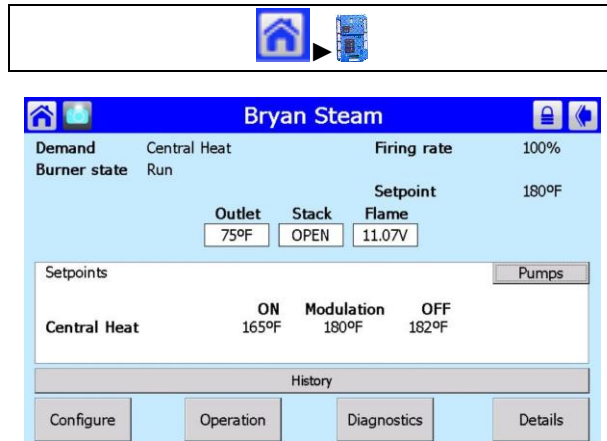 Bryan Steam
Demand Central Heat Firing rate 100%
Burner state Run
Setpoint 180ºF
Outlet Stack Flame
75ºF OPEN 11.07V
Setpoints Pumps
ON Modulation OFF
Central Heat 165ºF 180ºF 182ºF
History
Configure Operation Diagnostics Details